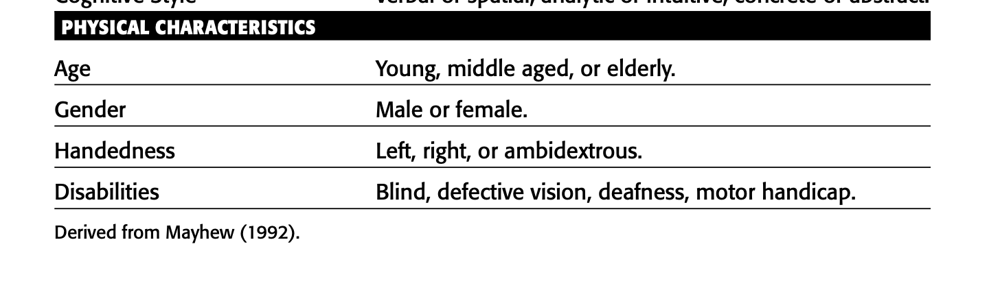 Cognitive Style Verbal or spatial, analytic or intuitive, concrete or abstract.
PHYSICAL CHARACTERISTICS
Age Young, middle aged, or elderly.
Gender Male or female.
Handedness Left, right, or ambidextrous.
Disabilities Blind, defective vision, deafness, motor handicap.
Derived from Mayhew (1992).